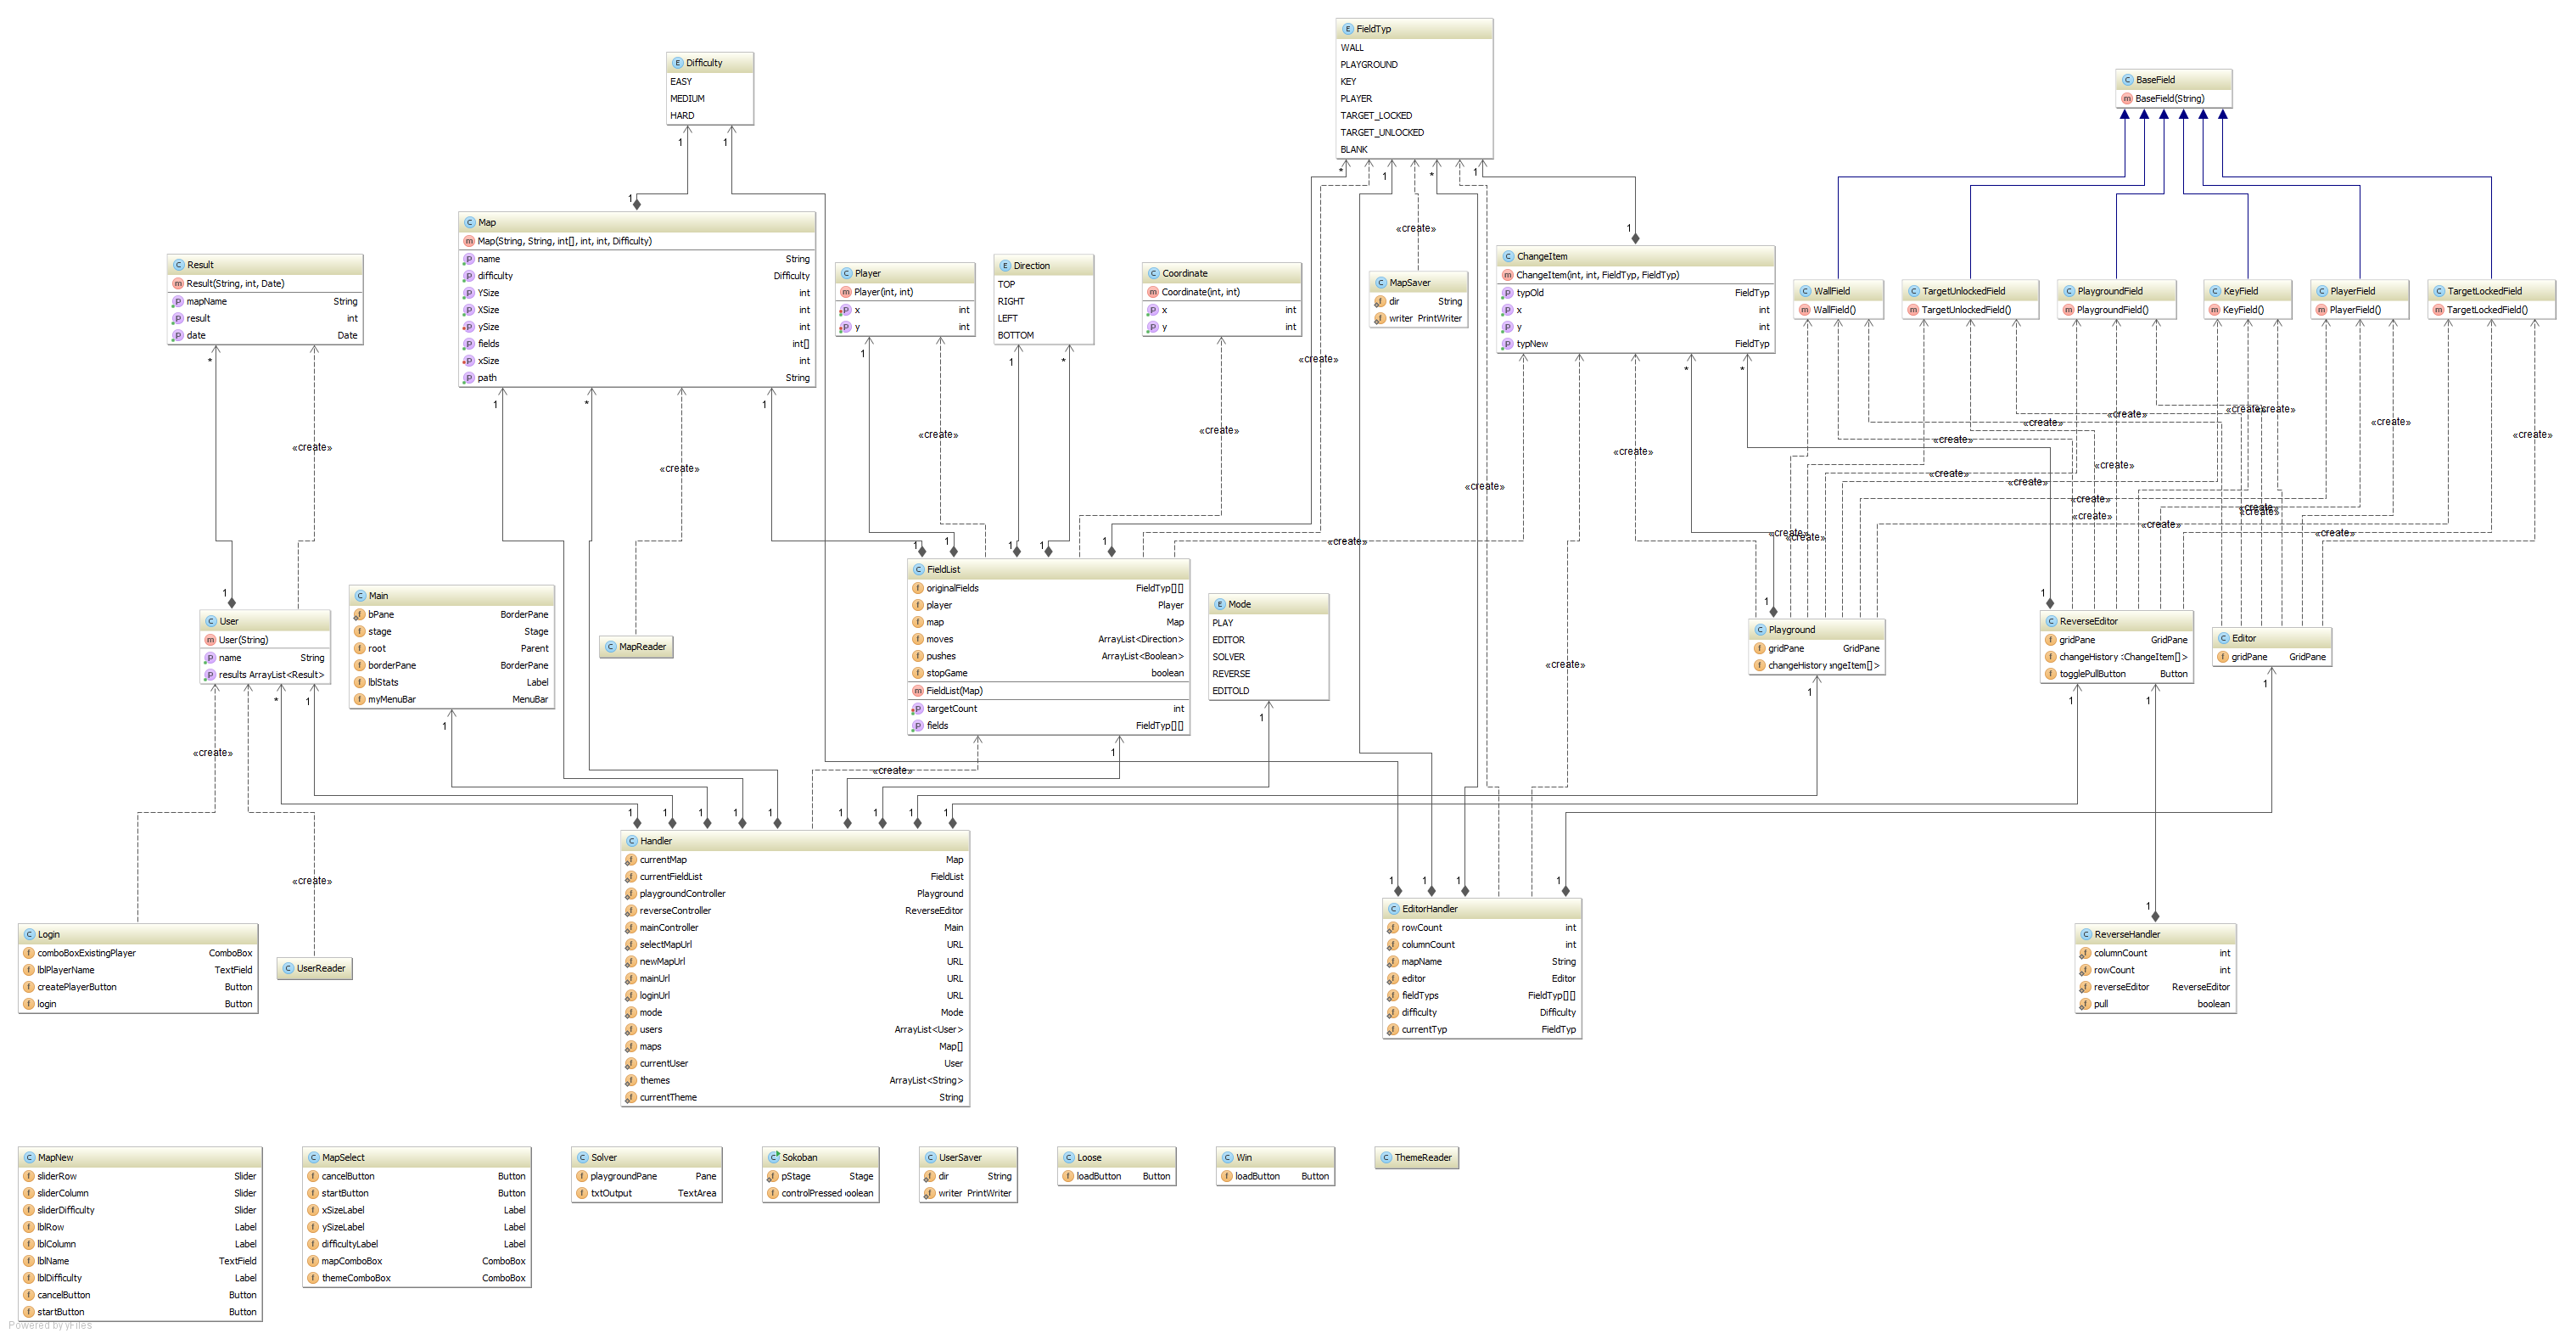 FieldTyp
WALL
PLAYGROUND
KEY
PLAYER
TARGET_LOCKED
TARGET_UNLOCKED
BLANK
Difficulty
EASY
MEDIUM
HARD
BaseField
BaseField(String)
Map
Map(String, String, int[], int, int, Difficulty)
name String
difficulty Difficulty
YSize int
XSize int
ySize int
fields int[]
xSize int
path String
Result
Result(String, int, Date)
mapName String
result int
date Date
Player
Player(int, int)
x int
y int
Direction
TOP
RIGHT
LEFT
BOTTOM
Coordinate
Coordinate(int, int)
x int
y int
MapSaver
dir String
writer PrintWriter
ChangeItem
ChangeItem(int, int, FieldTyp, FieldTyp)
typOld FieldTyp
x int
y int
typNew FieldTyp
WallField
WallField()
TargetUnlockedField
TargetUnlockedField()
PlaygroundField
PlaygroundField()
KeyField
KeyField()
PlayerField
PlayerField()
TargetLockedField
TargetLockedField()
User
User(String)
name String
results ArrayList<Result>
Main
bPane BorderPane
stage Stage
root Parent
borderPane BorderPane
lblStats Label
myMenuBar MenuBar
MapReader
FieldList
originalFields FieldTyp[][]
player Player
map Map
moves ArrayList<Direction>
pushes ArrayList<Boolean>
stopGame boolean
FieldList(Map)
targetCount int
fields FieldTyp[][]
Mode
PLAY
EDITOR
SOLVER
REVERSE
EDITOLD
Playground
gridPane GridPane
changeHistory ɪngeItem[]>
ReverseEditor
gridPane GridPane
changeHistory :ChangeItem[]>
togglePullButton Button
Editor
gridPane GridPane
Handler
currentMap Map
currentFieldList FieldList
playgroundController Playground
reverseController ReverseEditor
mainController Main
selectMapUrl URL
newMapUrl URL
mainUrl URL
loginUrl URL
mode Mode
users ArrayList<User>
maps Map[]
currentUser User
themes ArrayList<String>
currentTheme String
EditorHandler
rowCount int
columnCount int
mapName String
editor Editor
fieldTyps FieldTyp[][]
difficulty Difficulty
currentTyp FieldTyp
ReverseHandler
columnCount int
rowCount int
reverseEditor ReverseEditor
pull boolean
Login
comboBoxExistingPlayer ComboBox
lblPlayerName TextField
createPlayerButton Button
login Button
UserReader
MapNew
sliderRow Slider
sliderColumn Slider
sliderDifficulty Slider
lblRow Label
lblColumn Label
lblName TextField
lblDifficulty Label
cancelButton Button
startButton Button
MapSelect
cancelButton Button
startButton Button
xSizeLabel Label
ySizeLabel Label
difficultyLabel Label
mapComboBox ComboBox
themeComboBox ComboBox
Solver
playgroundPane Pane
txtOutput TextArea
Sokoban
pStage Stage
controlPressed oolean
UserSaver
dir String
writer PrintWriter
Loose
loadButton Button
Win
loadButton Button
ThemeReader
«create»
«create»
«create»
«create»
«create»
«create»
«create»
«create»
«create»
«create»
«create»
«create»
«create»
«create»
Powered by yFiles